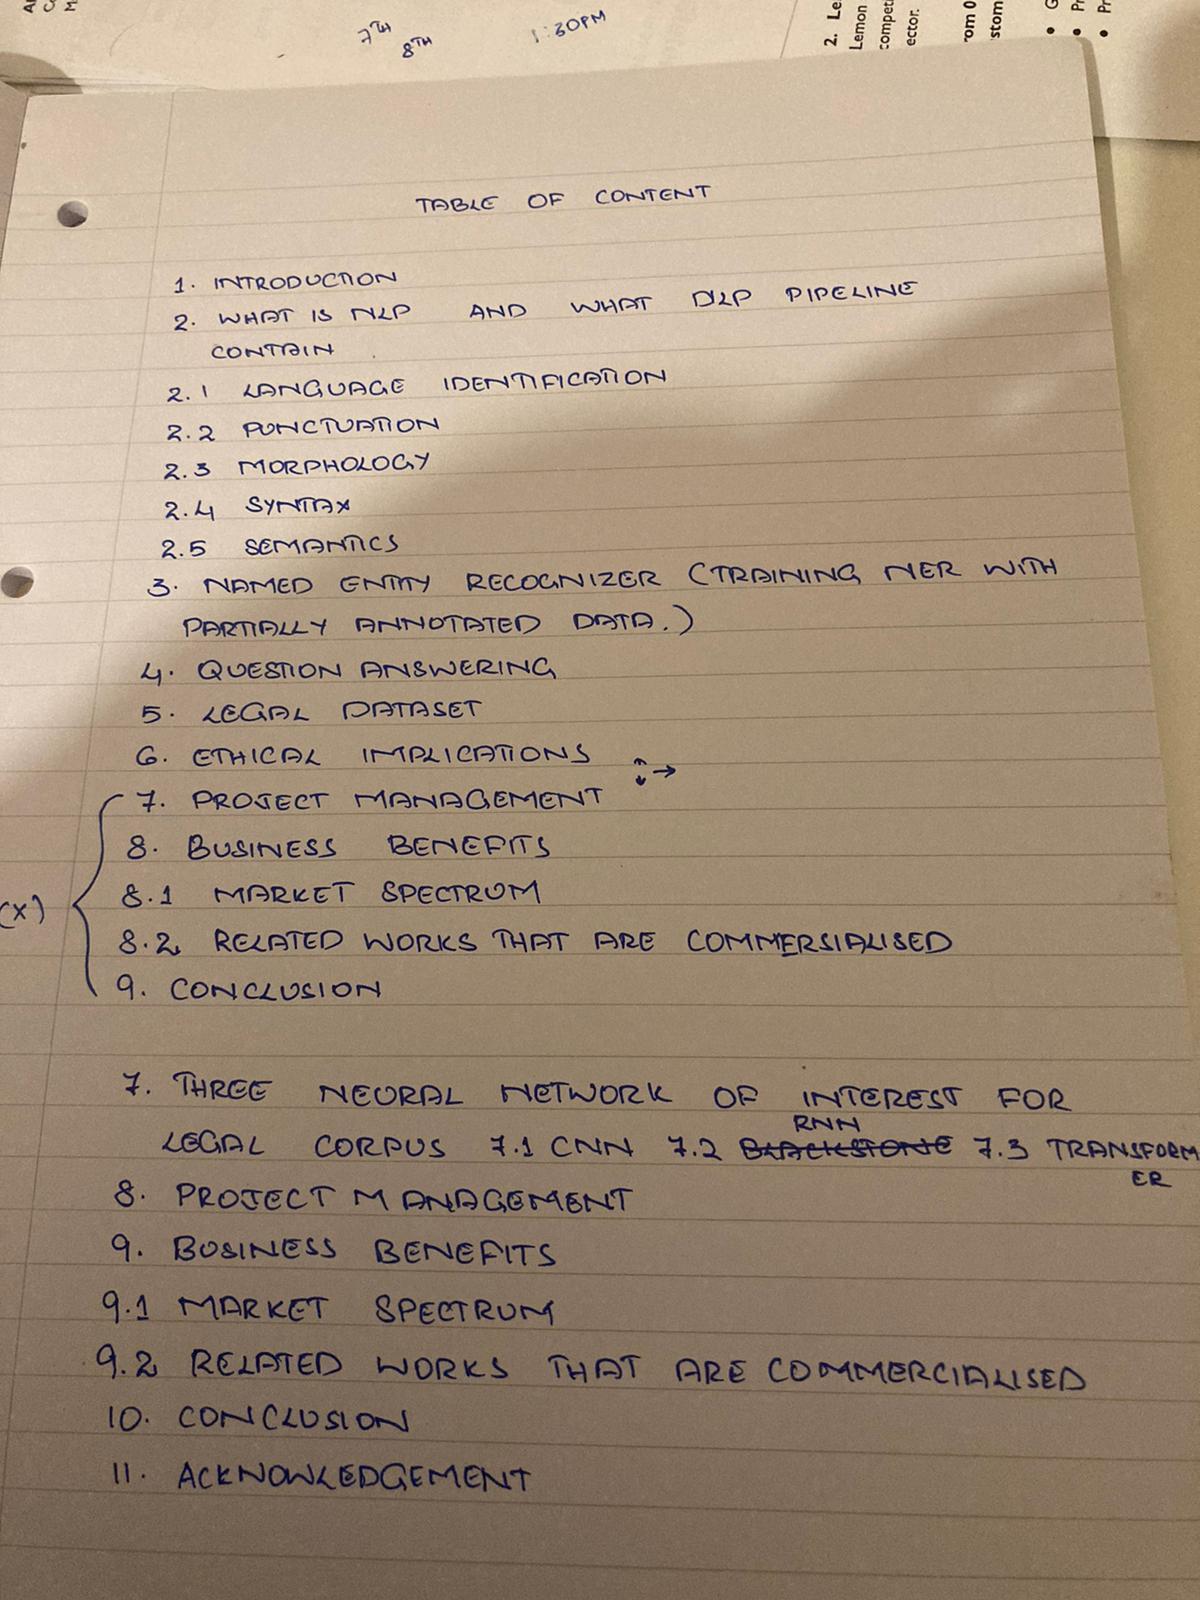 7TH
8TH
1:30PM
2. Le
Lemon
compet
ector.
rom 0
stom
TABLE OF CONTENT
1. INTRODUCTION
2. WHAT IS NLP AND WHAT NLP PIPELINE
CONTAIN
2.1 LANGUAGE IDENTIFICATION
2.2 PUNCTUATION
2.3 MORPHOLOGY
2.4 SYNTAX
2.5 SEMANTICS
3. NAMED ENTITY RECOGNIZER (TRAINING NER WITH
PARTIALLY ANNOTATED DATA.)
4. QUESTION ANSWERING
5. LEGAL DATASET
6. ETHICAL IMPLICATIONS
7. PROJECT MANAGEMENT
8. BUSINESS BENEFITS
8.1 MARKET SPECTRUM
(X)
8.2 RELATED WORKS THAT ARE COMMERSIALISED
9. CONCLUSION
7. THREE NEURAL NETWORK OF INTEREST FOR
RNN
LEGAL CORPUS 7.1 CNN 7.2 BLACKSTONE 7.3 TRANSFORM
ER
8. PROJECT MANAGEMENT
9. BUSINESS BENEFITS
9.1 MARKET SPECTRUM
9.2 RELATED WORKS THAT ARE COMMERCIALISED
10. CONCLUSION
11. ACKNOWLEDGEMENT